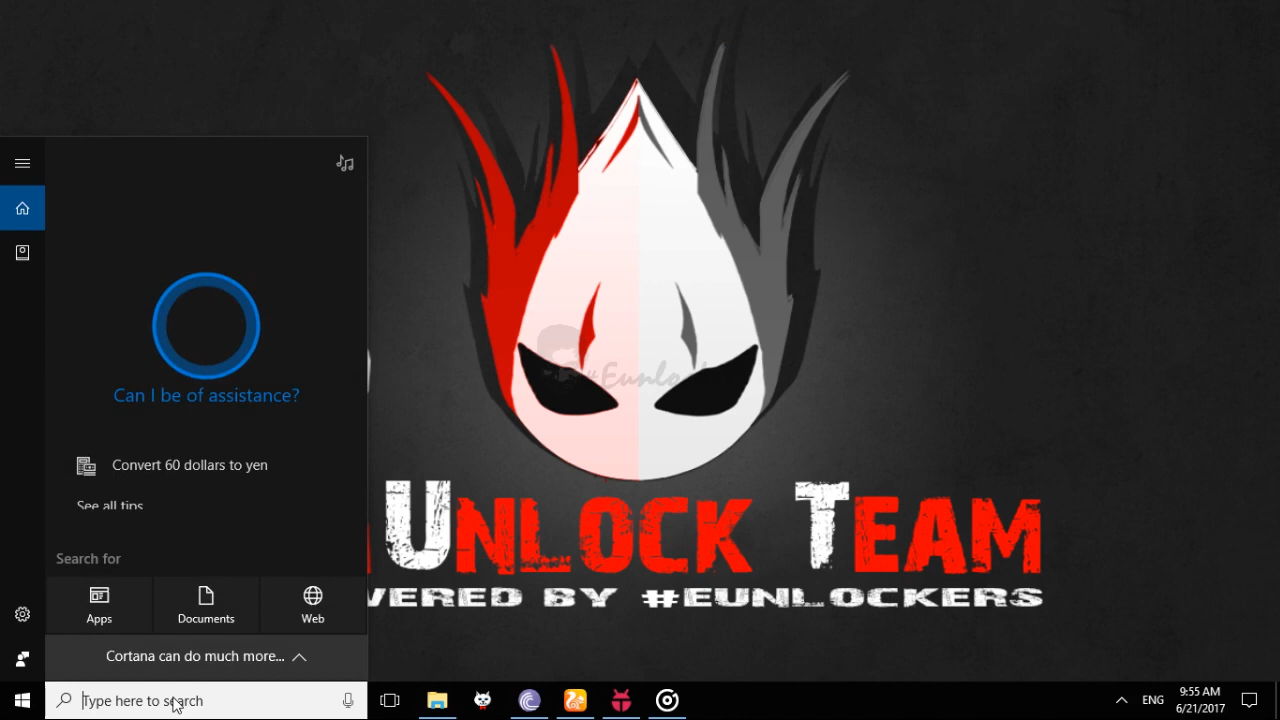 Can I be of assistance?
Convert 60 dollars to yen
See all tips
Search for
Apps
Documents
Web
Cortana can do much more...
Type here to search
UNLOCK TEAM
VERED BY #EUNLOCKERS
ENG
9:55 AM
6/21/2017